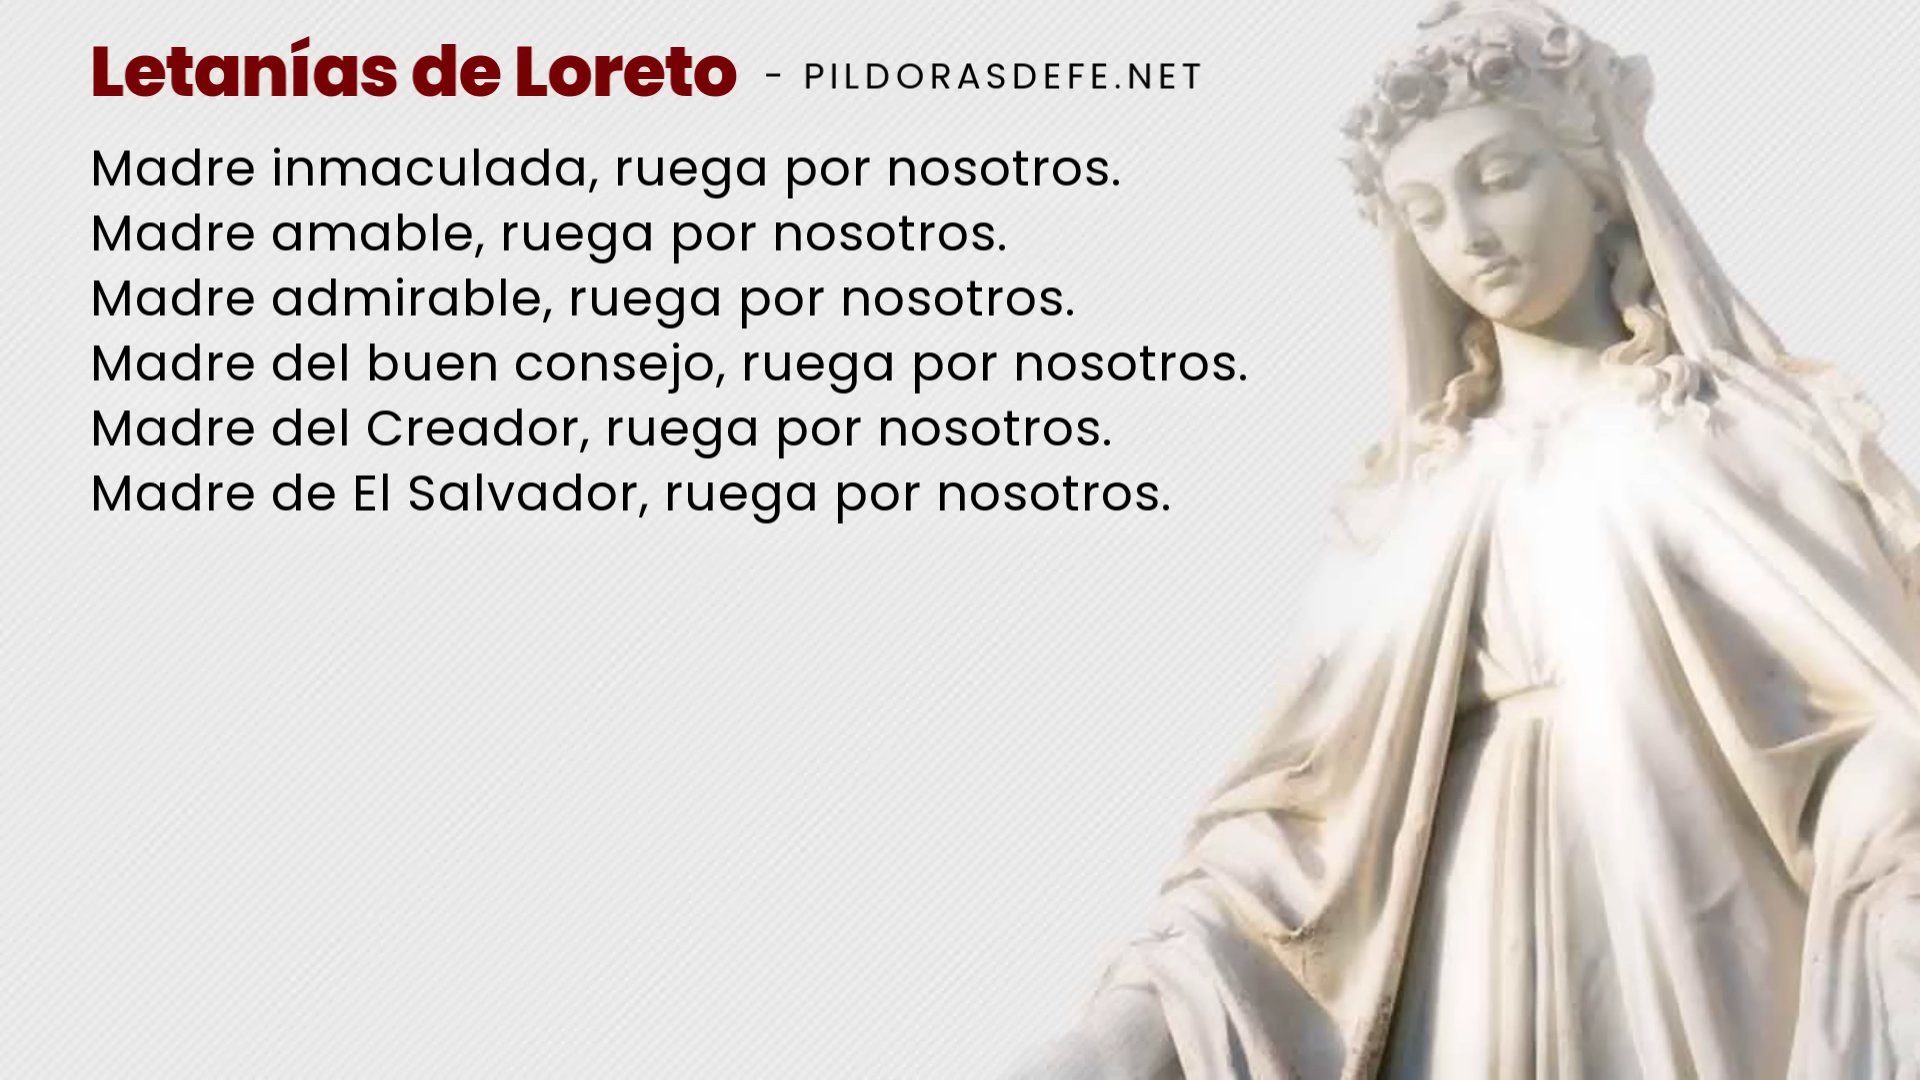 Letanías de Loreto - PILDORASDEFE.NET
Madre inmaculada, ruega por nosotros.
Madre amable, ruega por nosotros.
Madre admirable, ruega por nosotros.
Madre del buen consejo, ruega por nosotros.
Madre del Creador, ruega por nosotros.
Madre de El Salvador, ruega por nosotros.